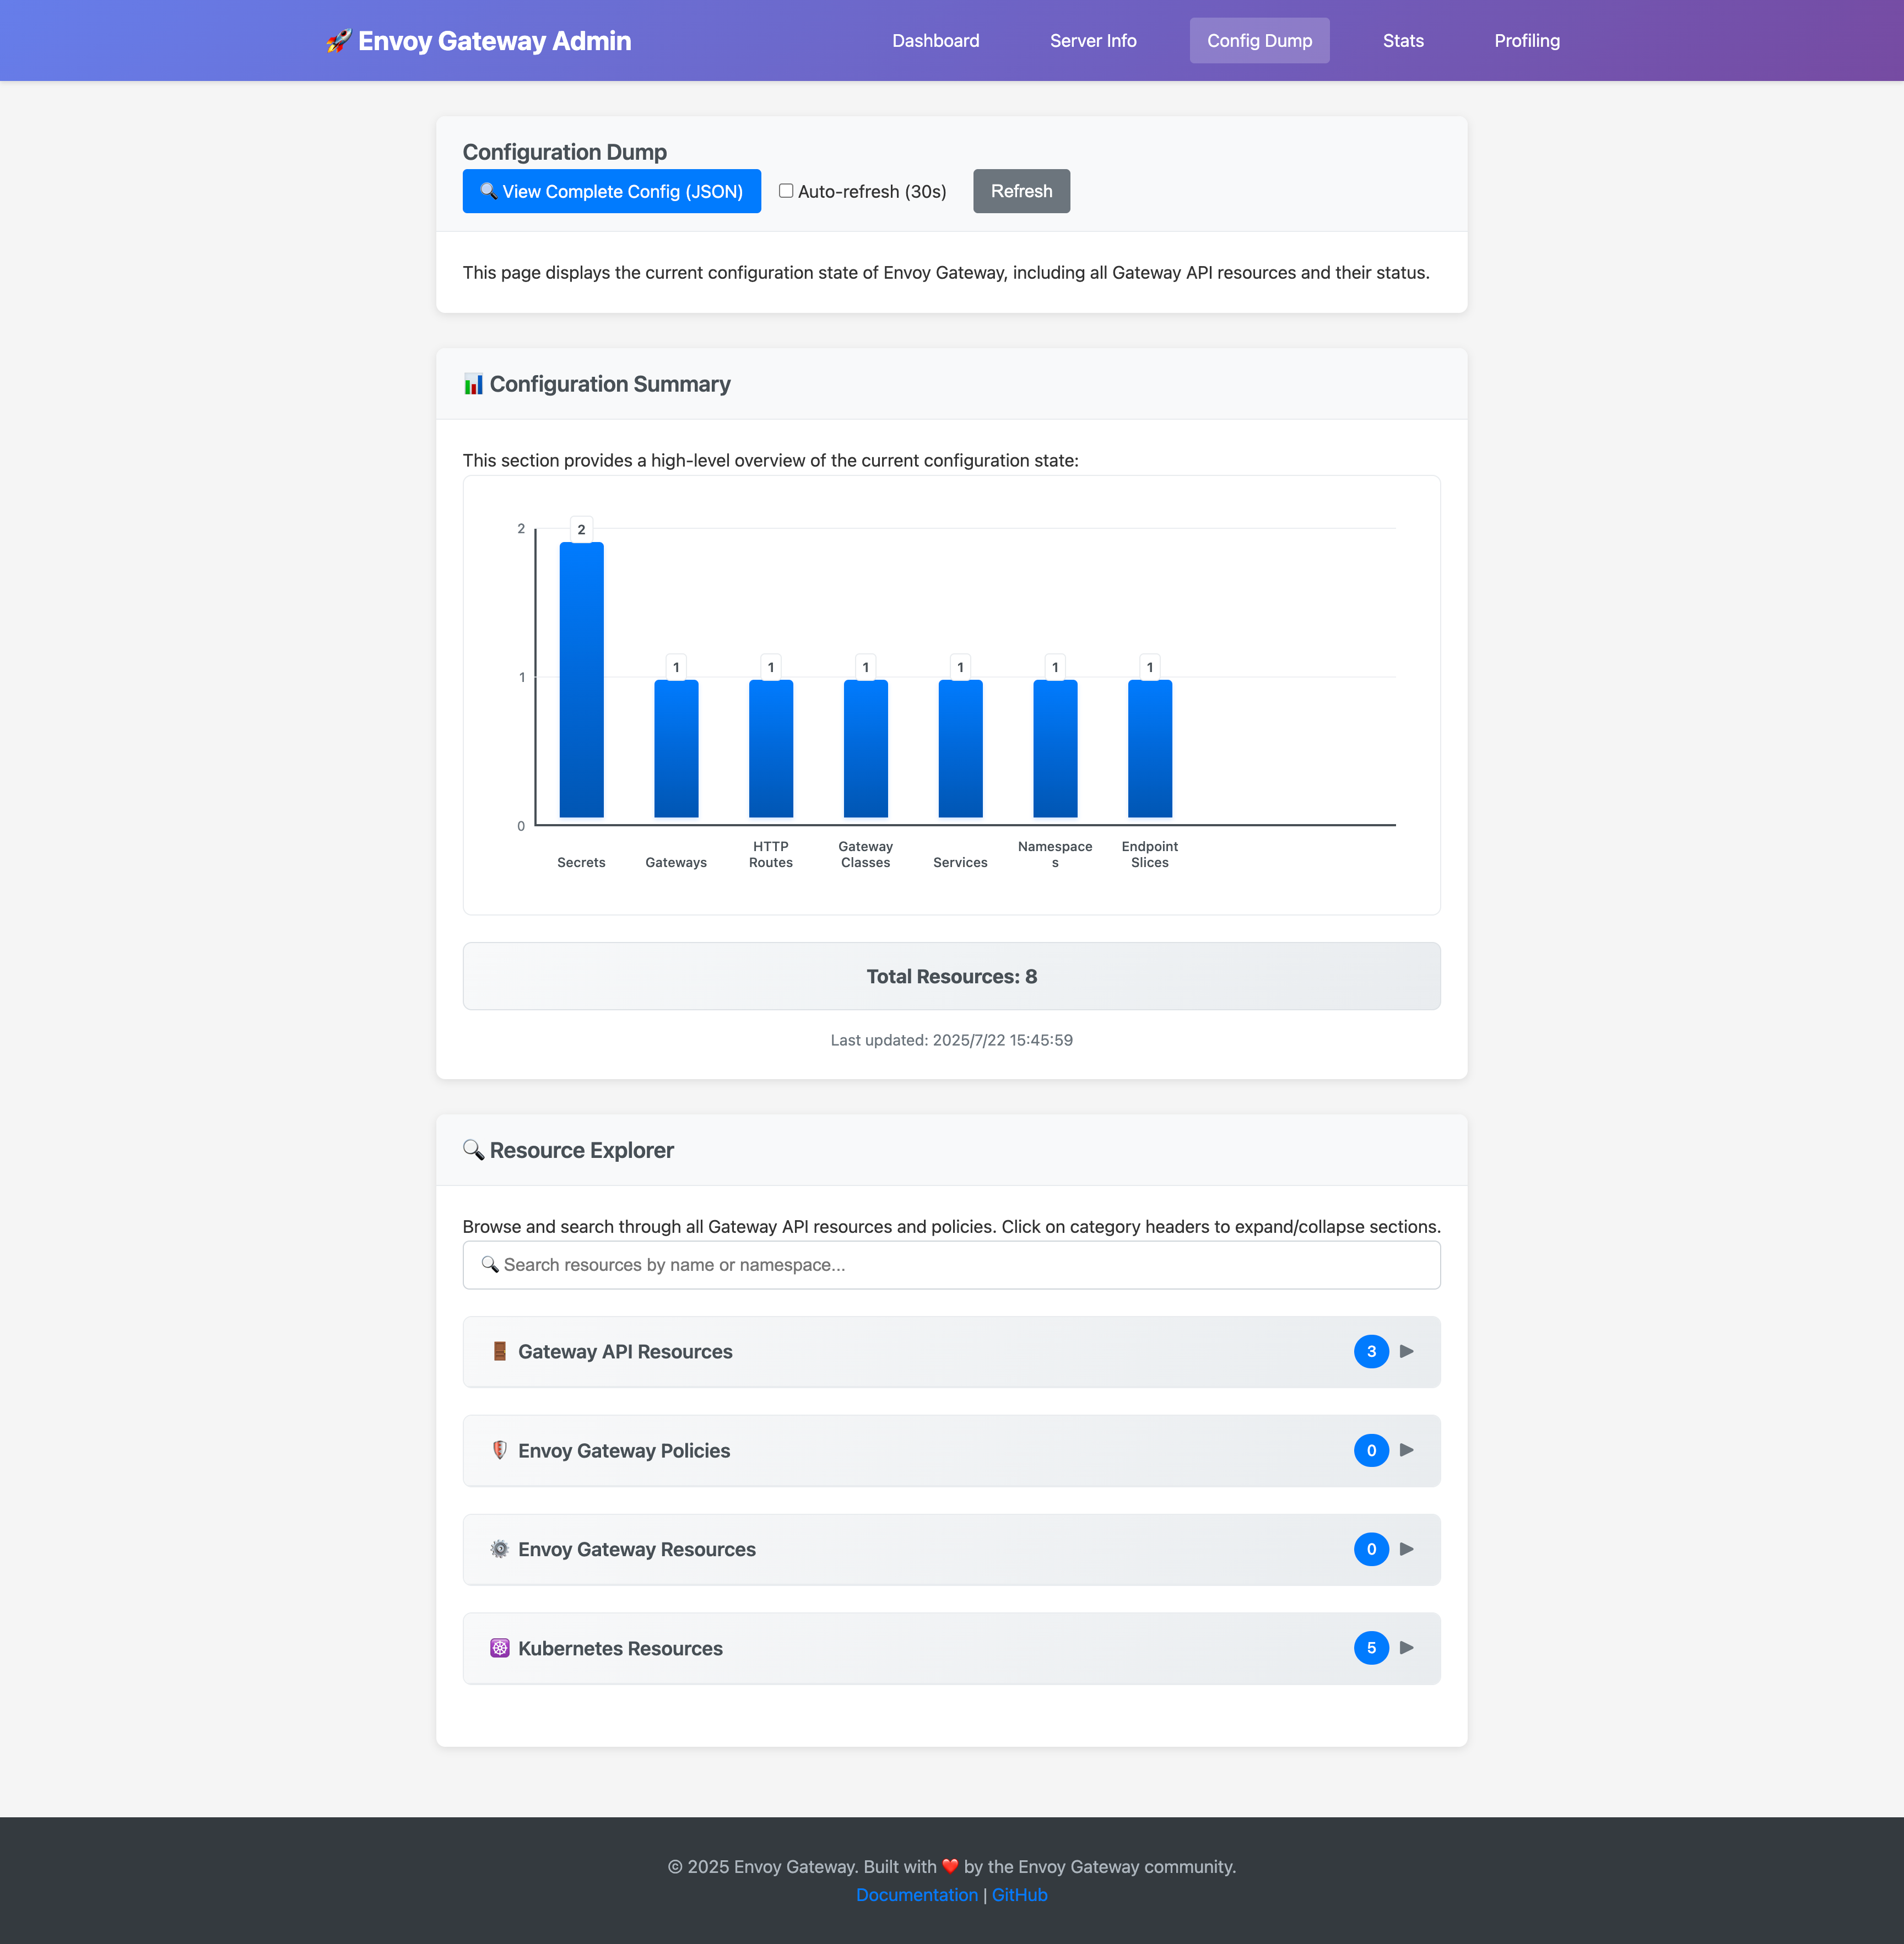 🚀 Envoy Gateway Admin
Dashboard
Server Info
Config Dump
Stats
Profiling
Configuration Dump
🔍 View Complete Config (JSON)
Auto-refresh (30s)
Refresh
This page displays the current configuration state of Envoy Gateway, including all Gateway API resources and their status.
📊 Configuration Summary
This section provides a high-level overview of the current configuration state:
2
1
0
2
1
1
1
1
1
1
Secrets
Gateways
HTTP
Routes
Gateway
Classes
Services
Namespace
s
Endpoint
Slices
Total Resources: 8
Last updated: 2025/7/22 15:45:59
🔍 Resource Explorer
Browse and search through all Gateway API resources and policies. Click on category headers to expand/collapse sections.
🔍 Search resources by name or namespace...
🚪 Gateway API Resources
3 ▶
🛡️ Envoy Gateway Policies
0 ▶
⚙️ Envoy Gateway Resources
0 ▶
☸️ Kubernetes Resources
5 ▶
© 2025 Envoy Gateway. Built with ❤️ by the Envoy Gateway community.
Documentation | GitHub